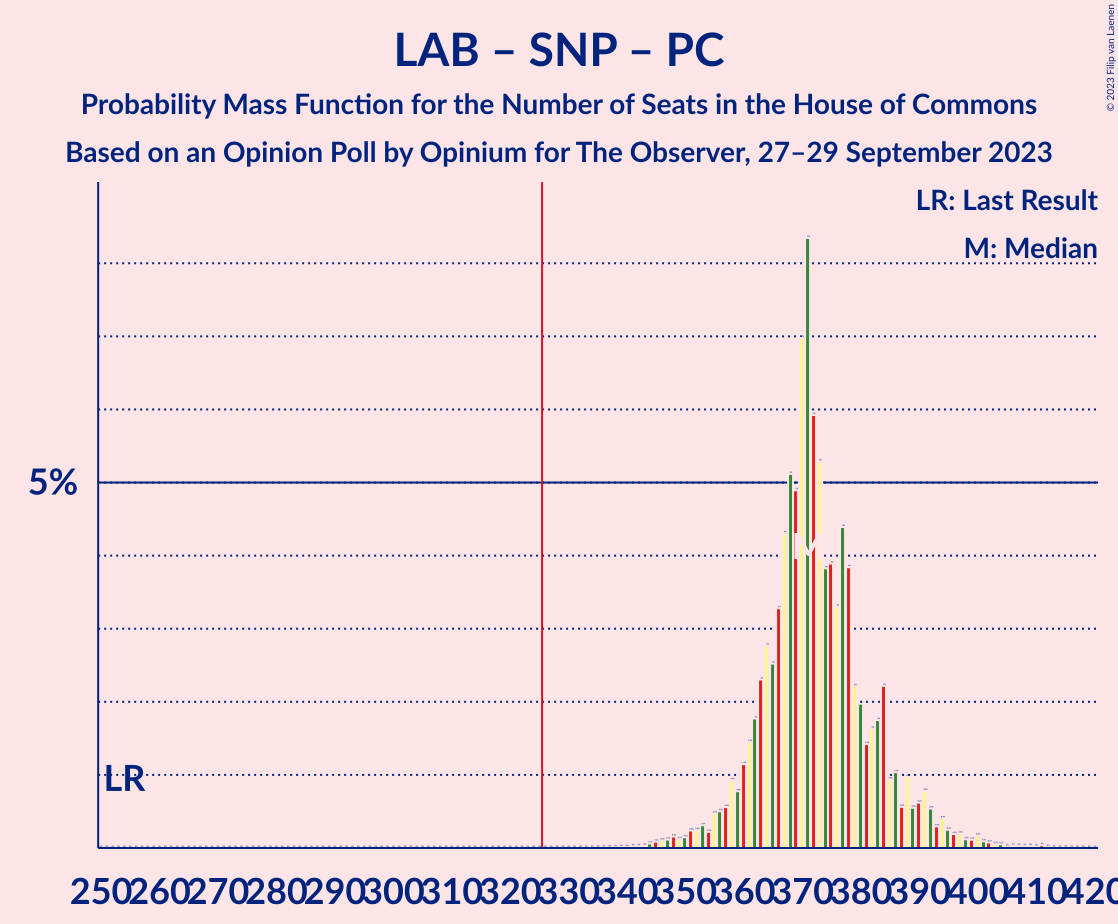 LAB – SNP – PC
Probability Mass Function for the Number of Seats in the House of Commons
Based on an Opinion Poll by Opinium for The Observer, 27–29 September 2023
© 2023 Filip van Laenen
LR: Last Result
M: Median
5%
M
LR
250 260 270 280 290 300 310 320 330 340 350 360 370 380 390 400 410 420